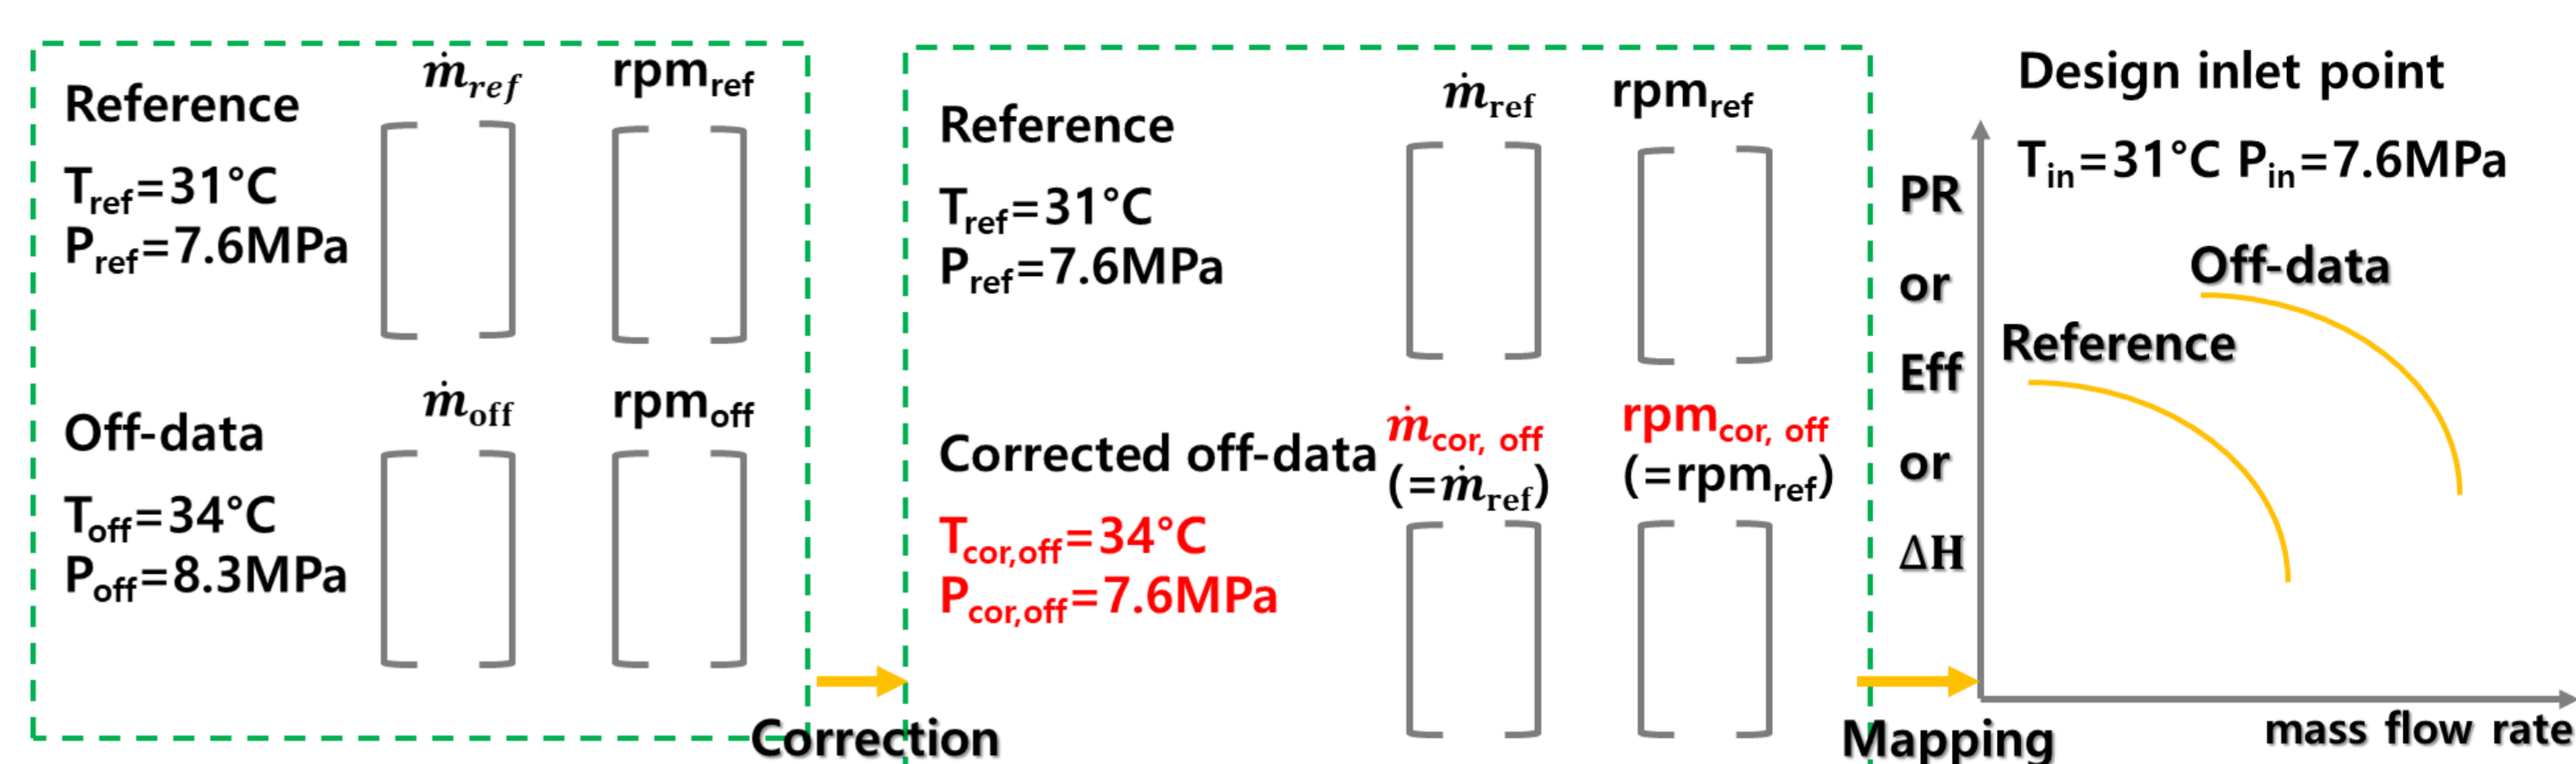 ṁref rpmref
Reference
Tref=31°C
Pref=7.6MPa
ṁoff rpmoff
Off-data
Toff=34°C
Poff=8.3MPa
Correction
ṁref rpmref
Reference
Tref=31°C
Pref=7.6MPa
ṁcor, off rpmcor, off
Corrected off-data (=ṁref) (=rpmref)
Tcor,off=34°C
Pcor,off=7.6MPa
Mapping
Design inlet point
Tin=31°C Pin=7.6MPa
PR
or
Eff
or
ΔH
Off-data
Reference
mass flow rate